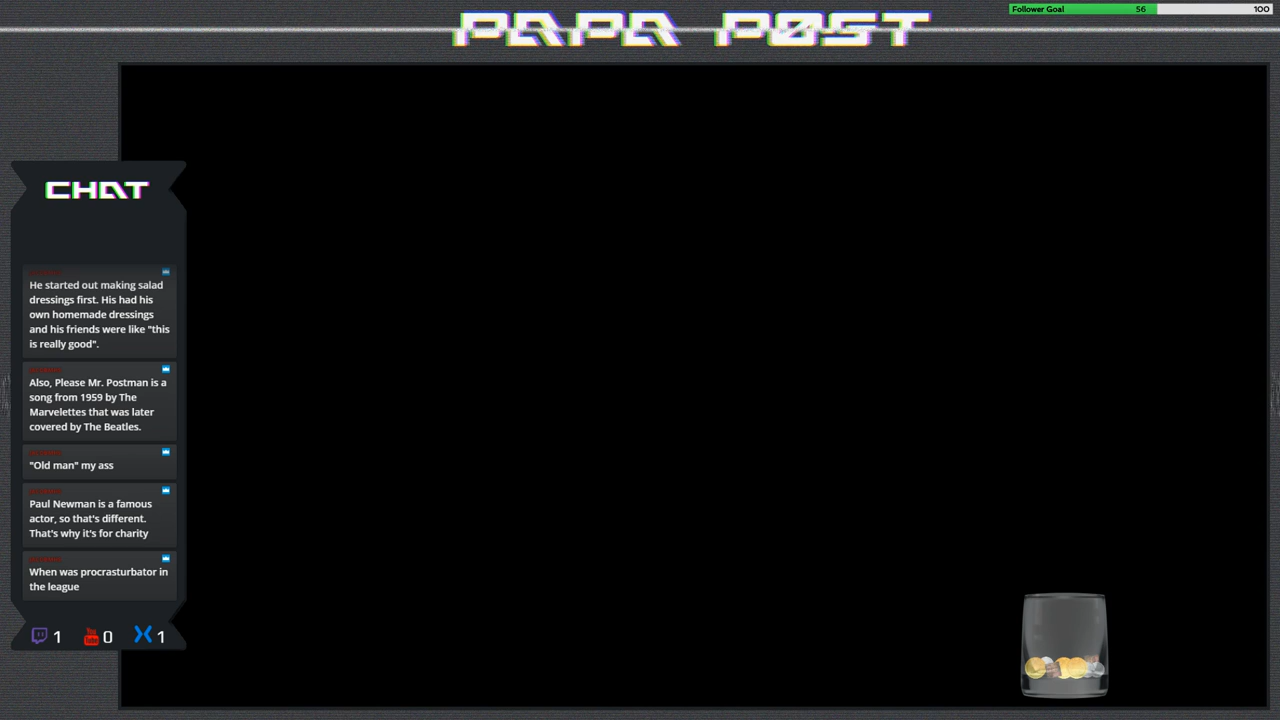 PAPA PØST
Follower Goal 56 100
CHAT
He started out making salad
dressings first. His had his
own homemade dressings
and his friends were like "this
is really good".
Also, Please Mr. Postman is a
song from 1959 by The
Marvelettes that was later
covered by The Beatles.
"Old man" my ass
Paul Newman is a famous
actor, so that's different.
That's why it's for charity
When was procrasturbator in
the league
1 0 1